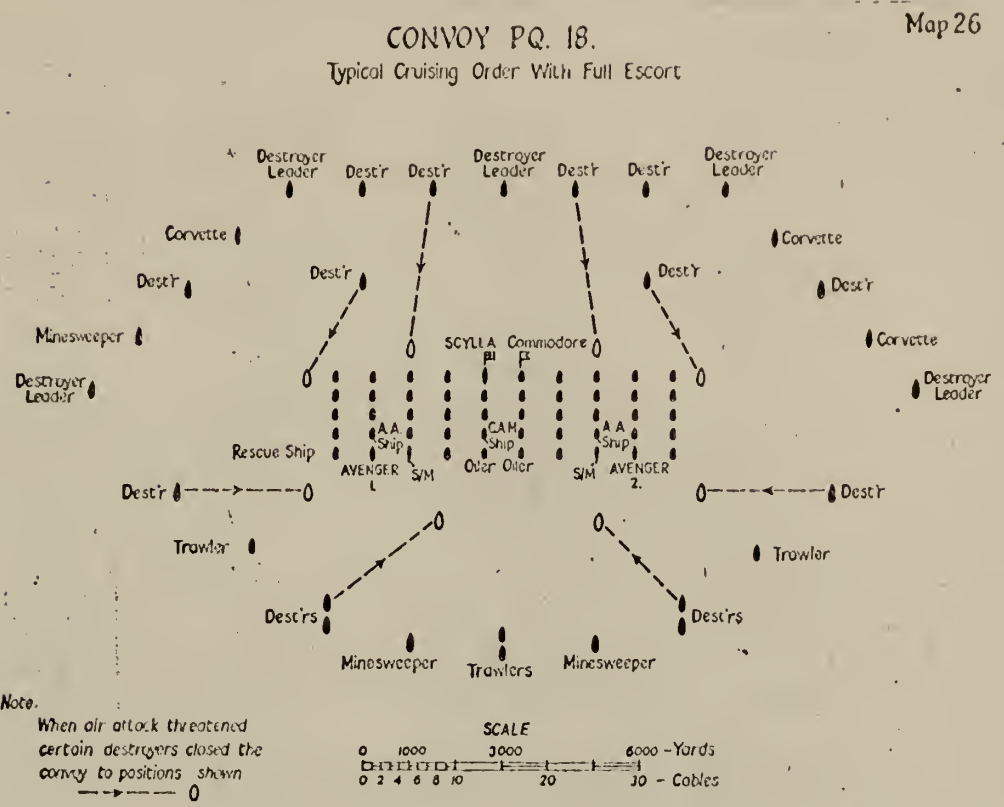 Map 26
CONVOY PQ. 18.
Typical Cruising Order With Full Escort
Destroyer Leader
Dest'r
Dest'r
Destroyer Leader
Dest'r
Dest'r
Destroyer Leader
Corvette
Corvette
Dest'r
Dest'r
Dest'r
Dest'r
Minesweeper
SCYLLA
Commodore
Corvette
Destroyer Leader
Destroyer Leader
A.A. Ship
C.A.M. Ship
A.A. Ship
Rescue Ship
AVENGER 1.
S/M
Oiler Oiler
S/M
AVENGER 2.
Dest'r
Dest'r
Trawler
Trawler
Dest'rs
Dest'rs
Minesweeper
Trawlers
Minesweeper
Note.
When air attack threatened
certain destroyers closed the
convoy to positions shown
SCALE
0 1000 3000 6000 - Yards
0 2 4 6 8 10 20 30 - Cables